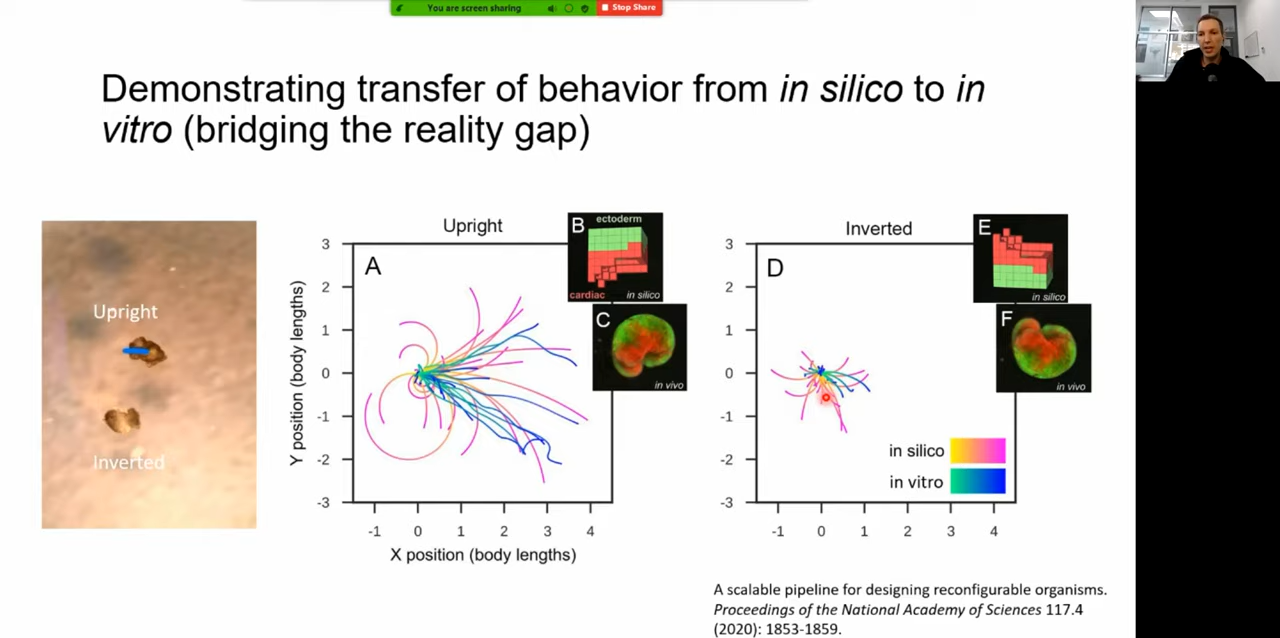 You are screen sharing
Stop Share
Demonstrating transfer of behavior from in silico to in
vitro (bridging the reality gap)
Upright
Inverted
Upright
A
3
2
1
0
-1
-2
-3
-1 0 1 2 3 4
Y position (body lengths)
X position (body lengths)
B
ectoderm
cardiac
in silico
C
in vivo
Inverted
D
3
2
1
0
-1
-2
-3
-1 0 1 2 3 4
in silico
in vitro
E
in silico
F
in vivo
A scalable pipeline for designing reconfigurable organisms.
Proceedings of the National Academy of Sciences 117.4
(2020): 1853-1859.